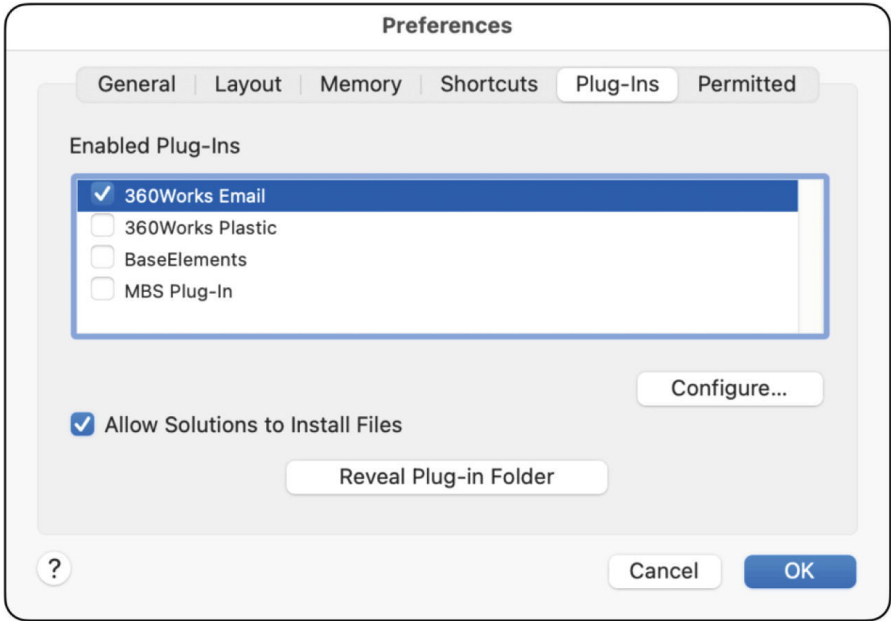 Preferences
General Layout Memory Shortcuts Plug-Ins Permitted
Enabled Plug-Ins
360Works Email
360Works Plastic
BaseElements
MBS Plug-In
Configure...
Allow Solutions to Install Files
Reveal Plug-in Folder
? Cancel OK